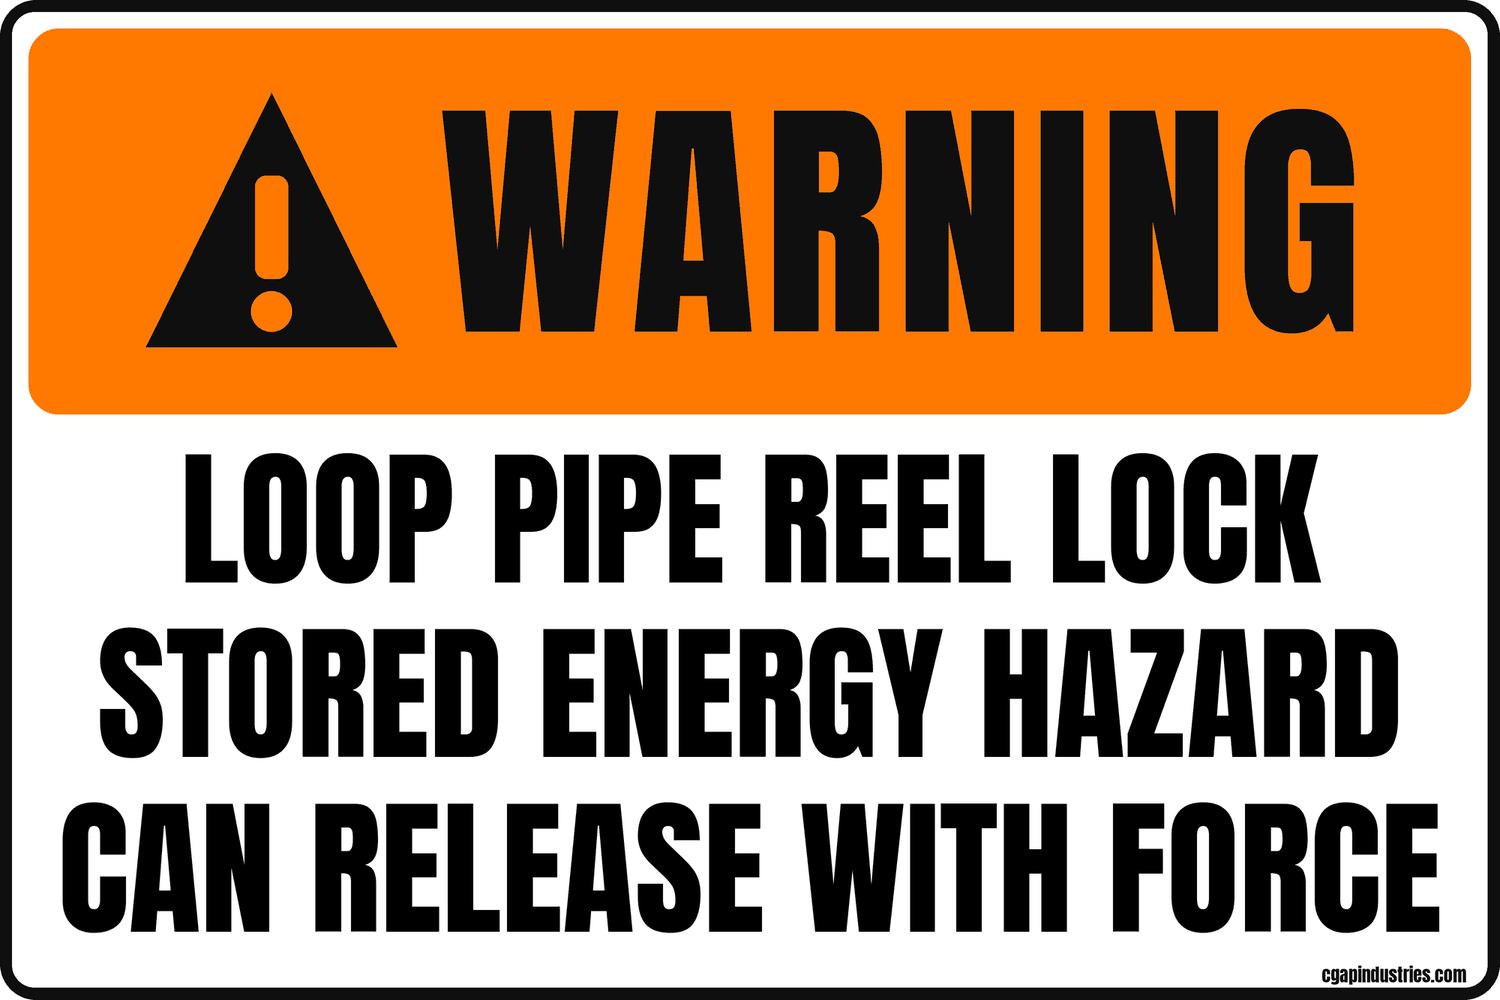 WARNING
LOOP PIPE REEL LOCK
STORED ENERGY HAZARD
CAN RELEASE WITH FORCE
cgapindustries.com